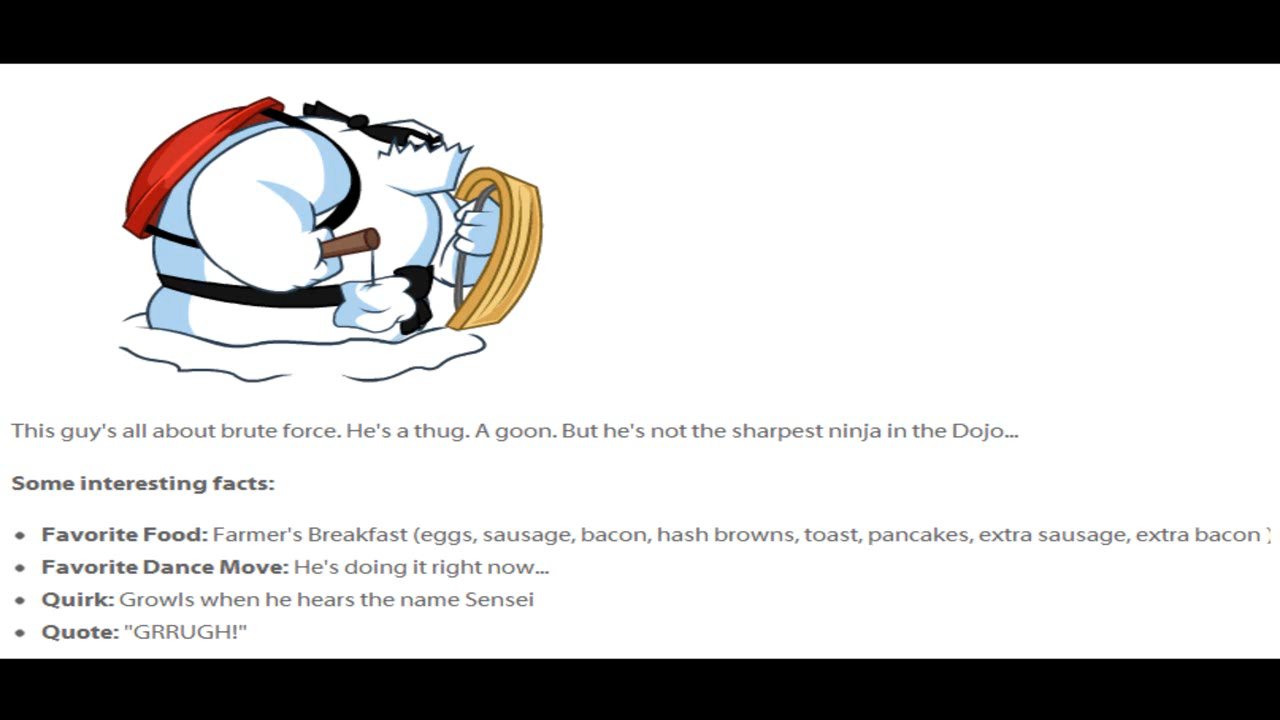 This guy's all about brute force. He's a thug. A goon. But he's not the sharpest ninja in the Dojo...
Some interesting facts:
• Favorite Food: Farmer's Breakfast (eggs, sausage, bacon, hash browns, toast, pancakes, extra sausage, extra bacon )
• Favorite Dance Move: He's doing it right now...
• Quirk: Growls when he hears the name Sensei
• Quote: "GRRUGH!"